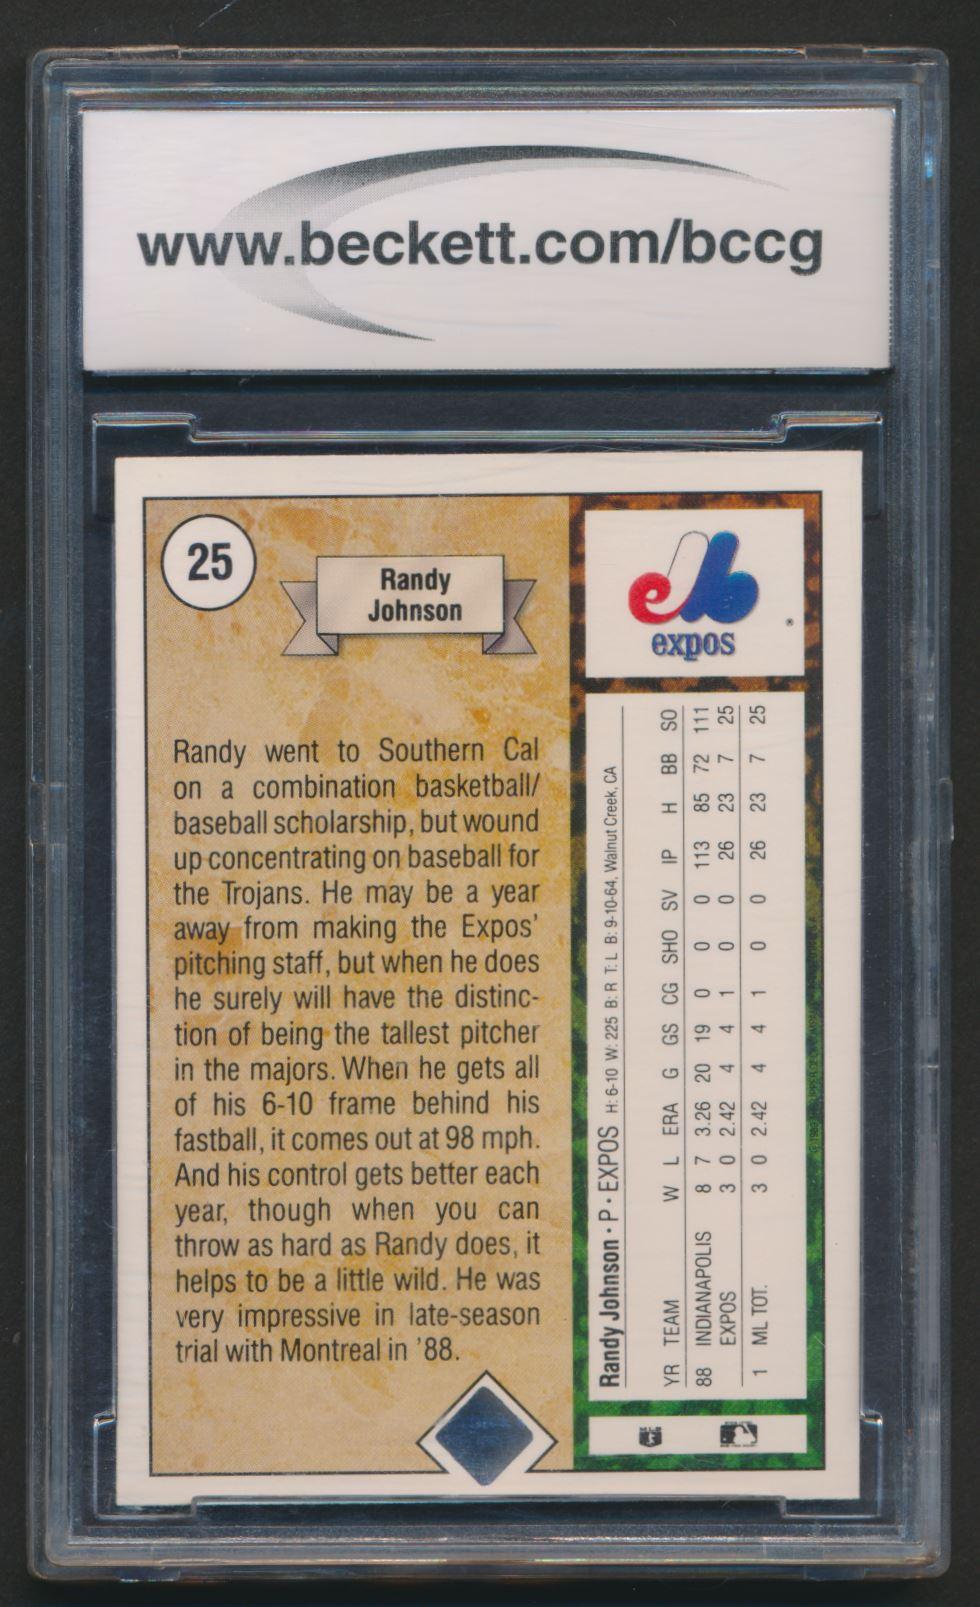 www.beckett.com/bccg
25
Randy
Johnson
expos
®
Randy went to Southern Cal
on a combination basketball/
baseball scholarship, but wound
up concentrating on baseball for
the Trojans. He may be a year
away from making the Expos'
pitching staff, but when he does
he surely will have the distinc-
tion of being the tallest pitcher
in the majors. When he gets all
of his 6-10 frame behind his
fastball, it comes out at 98 mph.
And his control gets better each
year, though when you can
throw as hard as Randy does, it
helps to be a little wild. He was
very impressive in late-season
trial with Montreal in '88.
Randy Johnson • P • EXPOS H: 6-10 W: 225 B: R T: L B: 9-10-64, Walnut Creek, CA
YR TEAM W L ERA G GS CG SHO SV IP H BB SO
88 INDIANAPOLIS 8 7 3.26 20 19 0 0 0 113 85 72 111
EXPOS 3 0 2.42 4 4 1 0 0 26 23 7 25
1 ML TOT. 3 0 2.42 4 4 1 0 0 26 23 7 25